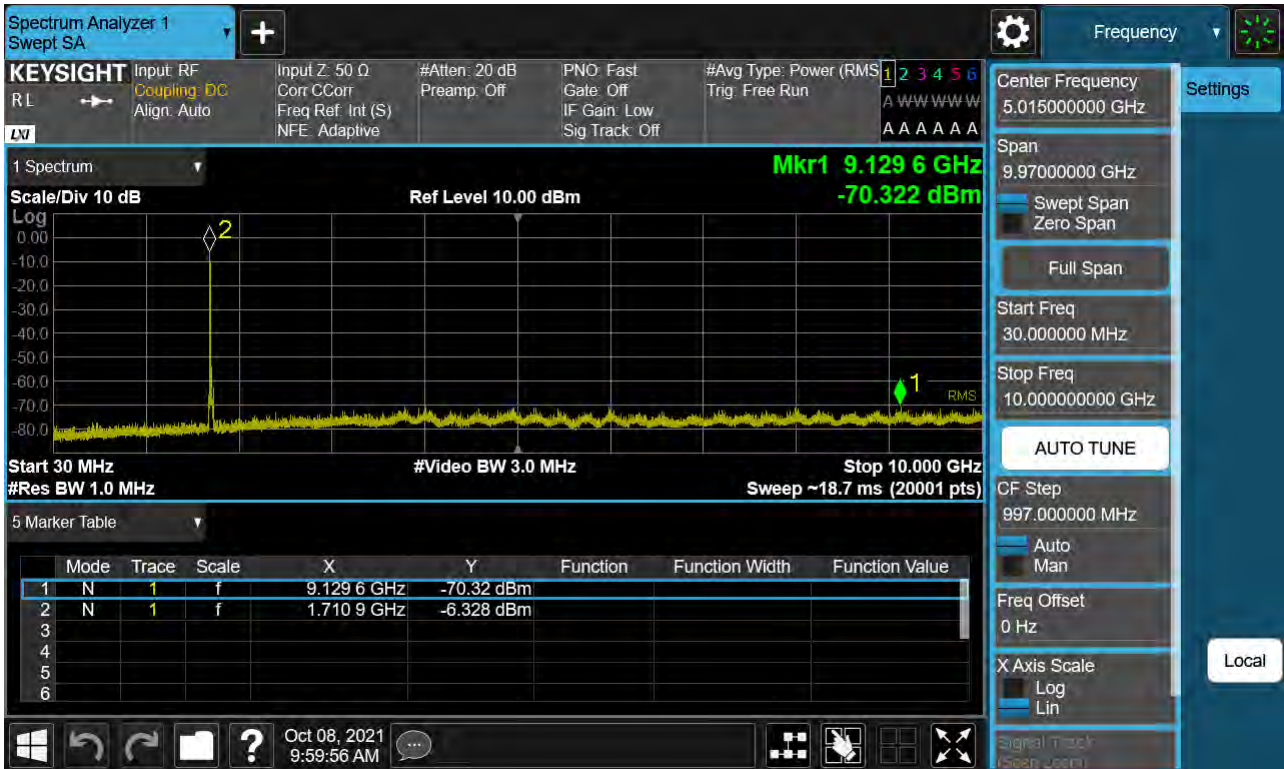 Spectrum Analyzer 1
Swept SA
+
Frequency
KEYSIGHT
RL
LXI
Input: RF
Coupling: DC
Align: Auto
Input Z: 50 Ω
Corr CCorr
Freq Ref: Int (S)
NFE: Adaptive
#Atten: 20 dB
Preamp: Off
PNO: Fast
Gate: Off
IF Gain: Low
Sig Track: Off
#Avg Type: Power (RMS
Trig: Free Run
1 2 3 4 5 6
A W W W W W
A A A A A A
1 Spectrum
Mkr1 9.129 6 GHz
Scale/Div 10 dB
Ref Level 10.00 dBm
-70.322 dBm
Log
0.00
-10.0
-20.0
-30.0
-40.0
-50.0
-60.0
-70.0
-80.0
2
1
RMS
Start 30 MHz
#Video BW 3.0 MHz
Stop 10.000 GHz
#Res BW 1.0 MHz
Sweep ~18.7 ms (20001 pts)
5 Marker Table
Mode Trace Scale X Y Function Function Width Function Value
1 N 1 f 9.129 6 GHz -70.32 dBm
2 N 1 f 1.710 9 GHz -6.328 dBm
3
4
5
6
Center Frequency
5.015000000 GHz
Settings
Span
9.97000000 GHz
Swept Span
Zero Span
Full Span
Start Freq
30.000000 MHz
Stop Freq
10.000000000 GHz
AUTO TUNE
CF Step
997.000000 MHz
Auto
Man
Freq Offset
0 Hz
X Axis Scale
Log
Lin
Local
Signal Track
(Span Zoom)
?
Oct 08, 2021
9:59:56 AM